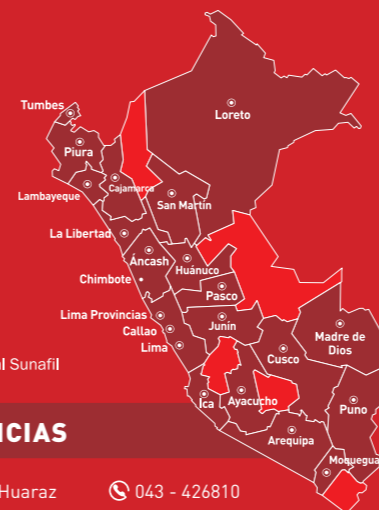 Loreto
Tumbes
Piura
Lambayeque
Cajamarca
San Martín
La Libertad
Áncash
Huánuco
Chimbote
Pasco
Lima Provincias
Callao
Junín
Lima
Madre de
Dios
Cusco
al Sunafil
Ica
Ayacucho
Puno
Arequipa
ICIAS
Moquegua
Huaraz
043 - 426810